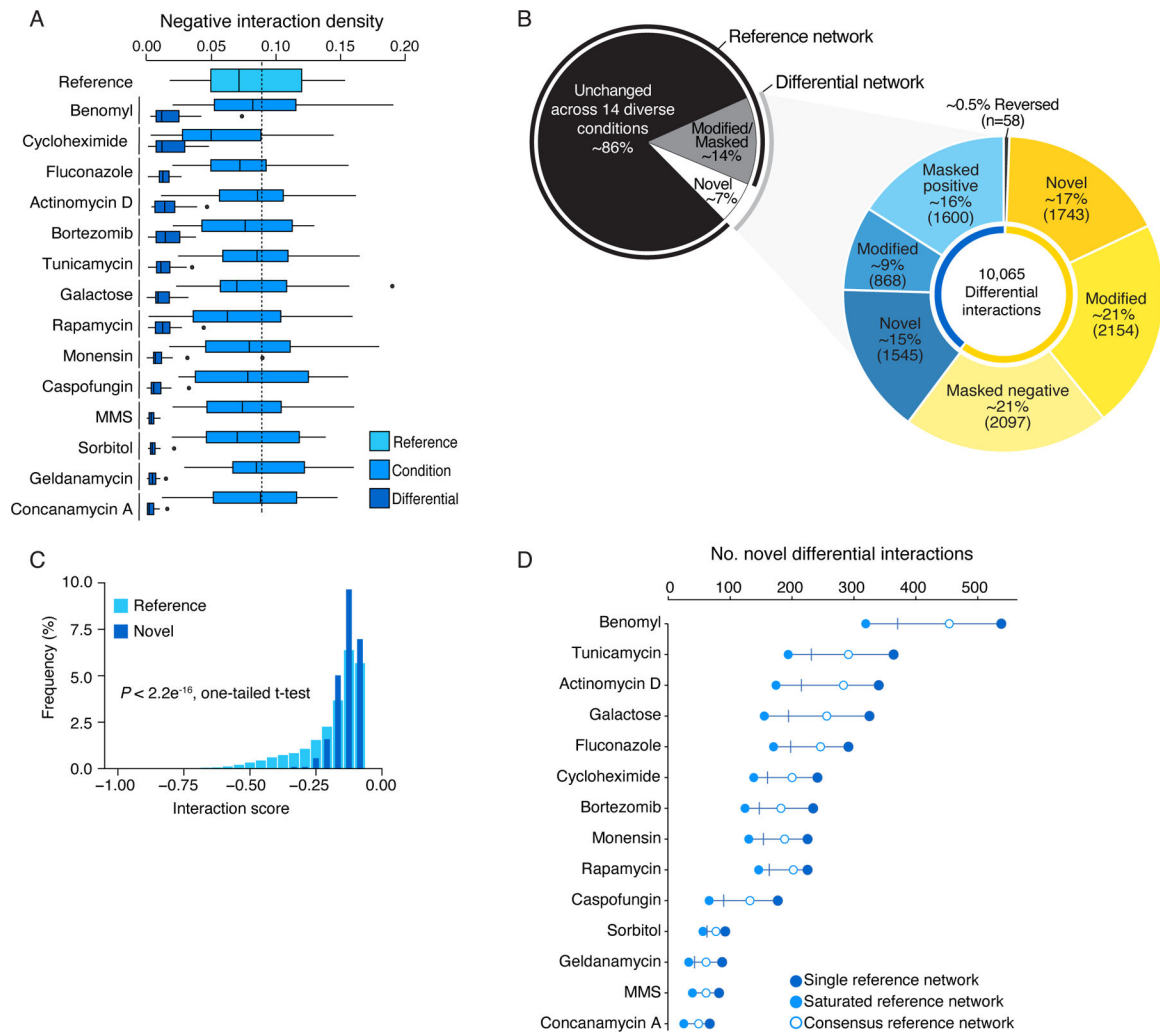 A
Negative interaction density
0.00 0.05 0.10 0.15 0.20
Reference
Benomyl
Cycloheximide
Fluconazole
Actinomycin D
Bortezomib
Tunicamycin
Galactose
Rapamycin
Monensin
Caspofungin
MMS
Sorbitol
Geldanamycin
Concanamycin A
Reference
Condition
Differential
B
Reference network
Differential network
Unchanged
across 14 diverse
conditions
~86%
Modified/
Masked
~14%
Novel
~7%
~0.5% Reversed
(n=58)
Masked
positive
~16%
(1600)
Novel
~17%
(1743)
Modified
~9%
(868)
10,065
Differential
interactions
Modified
~21%
(2154)
Novel
~15%
(1545)
Masked negative
~21%
(2097)
C
10.0
7.5
5.0
2.5
0.0
Frequency (%)
Reference
Novel
P < 2.2e-16, one-tailed t-test
−1.00 −0.75 −0.50 −0.25 0.00
Interaction score
D
No. novel differential interactions
0 100 200 300 400 500
Benomyl
Tunicamycin
Actinomycin D
Galactose
Fluconazole
Cycloheximide
Bortezomib
Monensin
Rapamycin
Caspofungin
Sorbitol
Geldanamycin
MMS
Concanamycin A
Single reference network
Saturated reference network
Consensus reference network